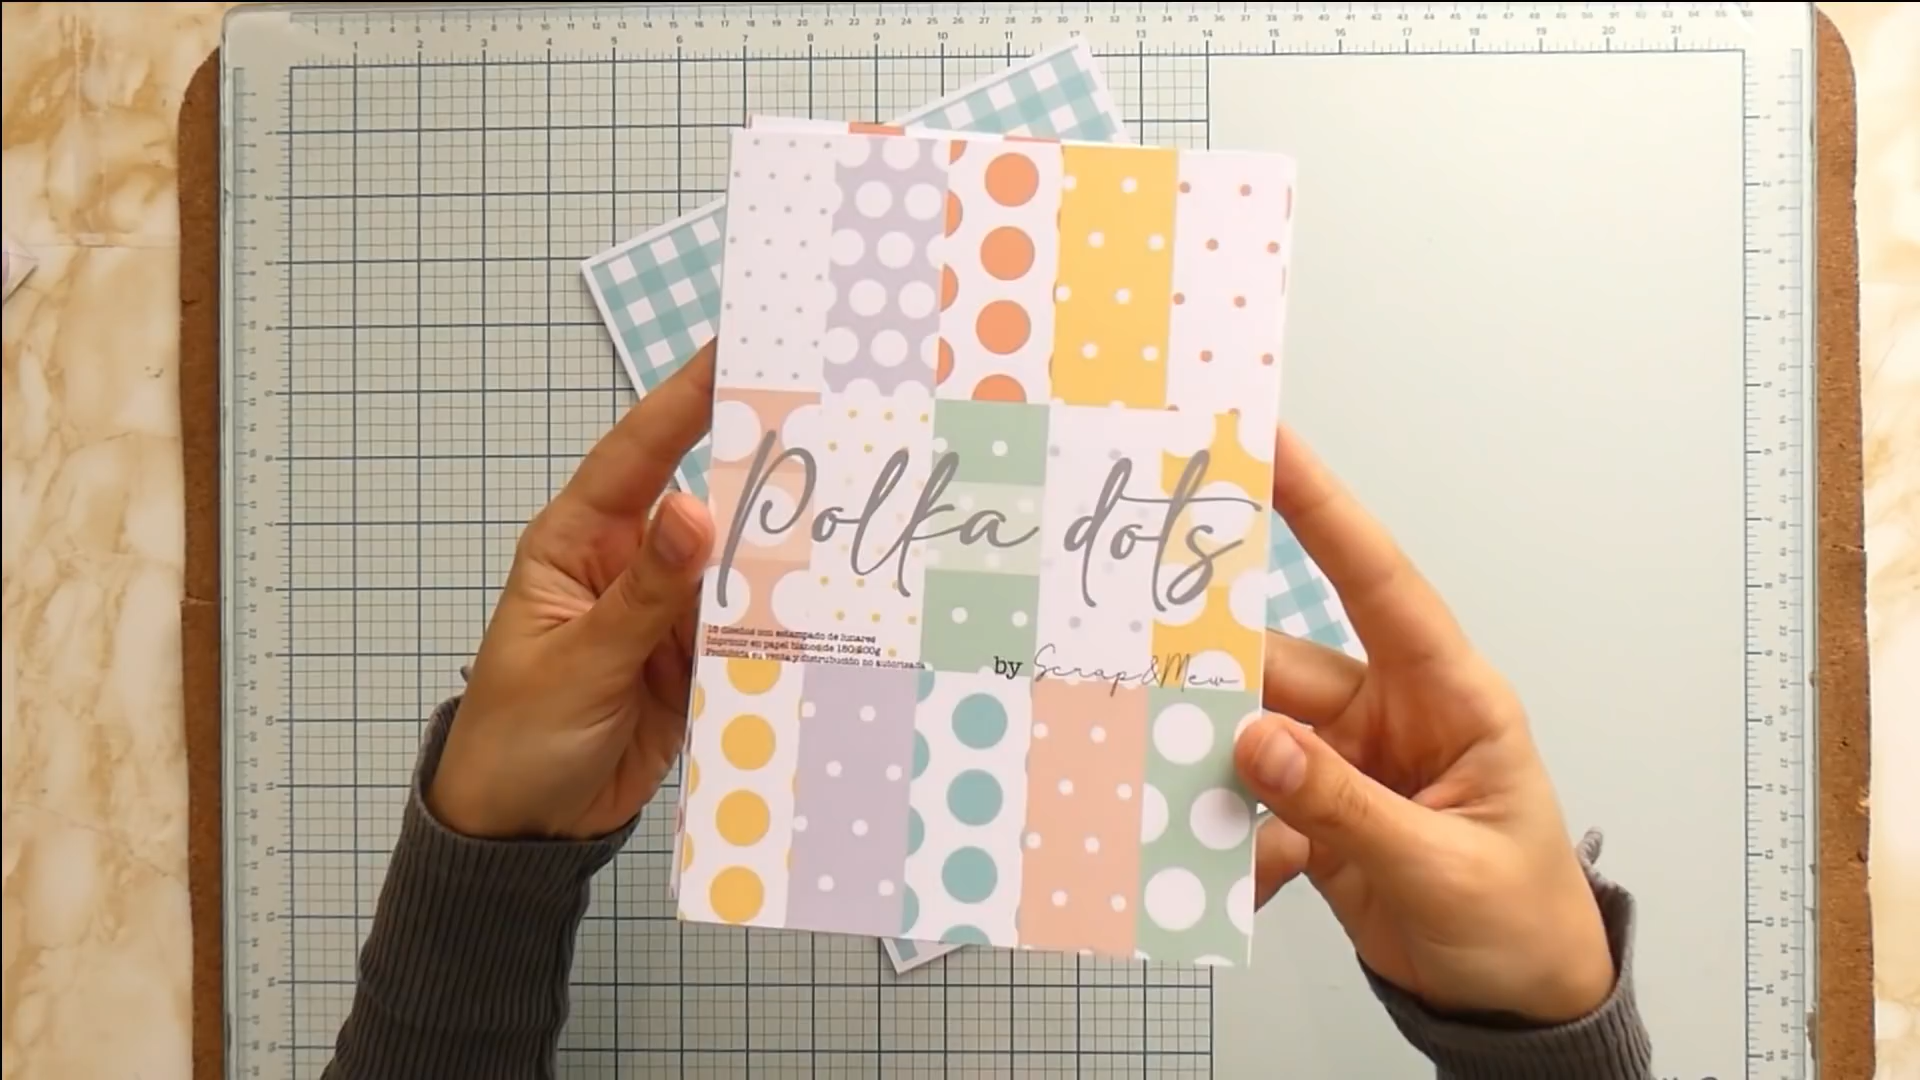 Polka dots
diseños con estampado de lunares
Imprimir en papel blanco de 180/200g
Prohibida su venta y distribución no autorizada
by Scrap&Mew